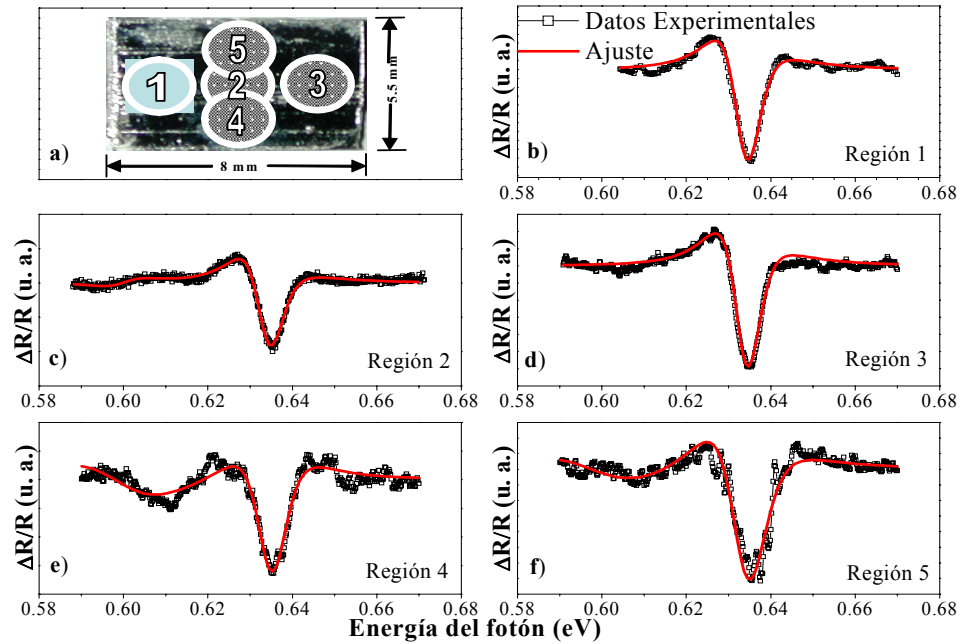 5
1 2 3
4
5.5 mm
8 mm
a)
Datos Experimentales
Ajuste
ΔR/R (u. a.)
b)
Región 1
0.58 0.60 0.62 0.64 0.66 0.68
ΔR/R (u. a.)
c)
Región 2
0.58 0.60 0.62 0.64 0.66 0.68
ΔR/R (u. a.)
d)
Región 3
0.58 0.60 0.62 0.64 0.66 0.68
ΔR/R (u. a.)
e)
Región 4
0.58 0.60 0.62 0.64 0.66 0.68
ΔR/R (u. a.)
f)
Región 5
0.58 0.60 0.62 0.64 0.66 0.68
Energía del fotón (eV)